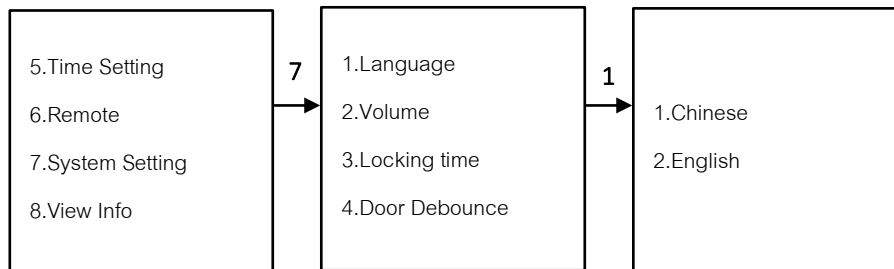 5.Time Setting
6.Remote
7.System Setting
8.View Info
7
1.Language
2.Volume
3.Locking time
4.Door Debounce
1
1.Chinese
2.English